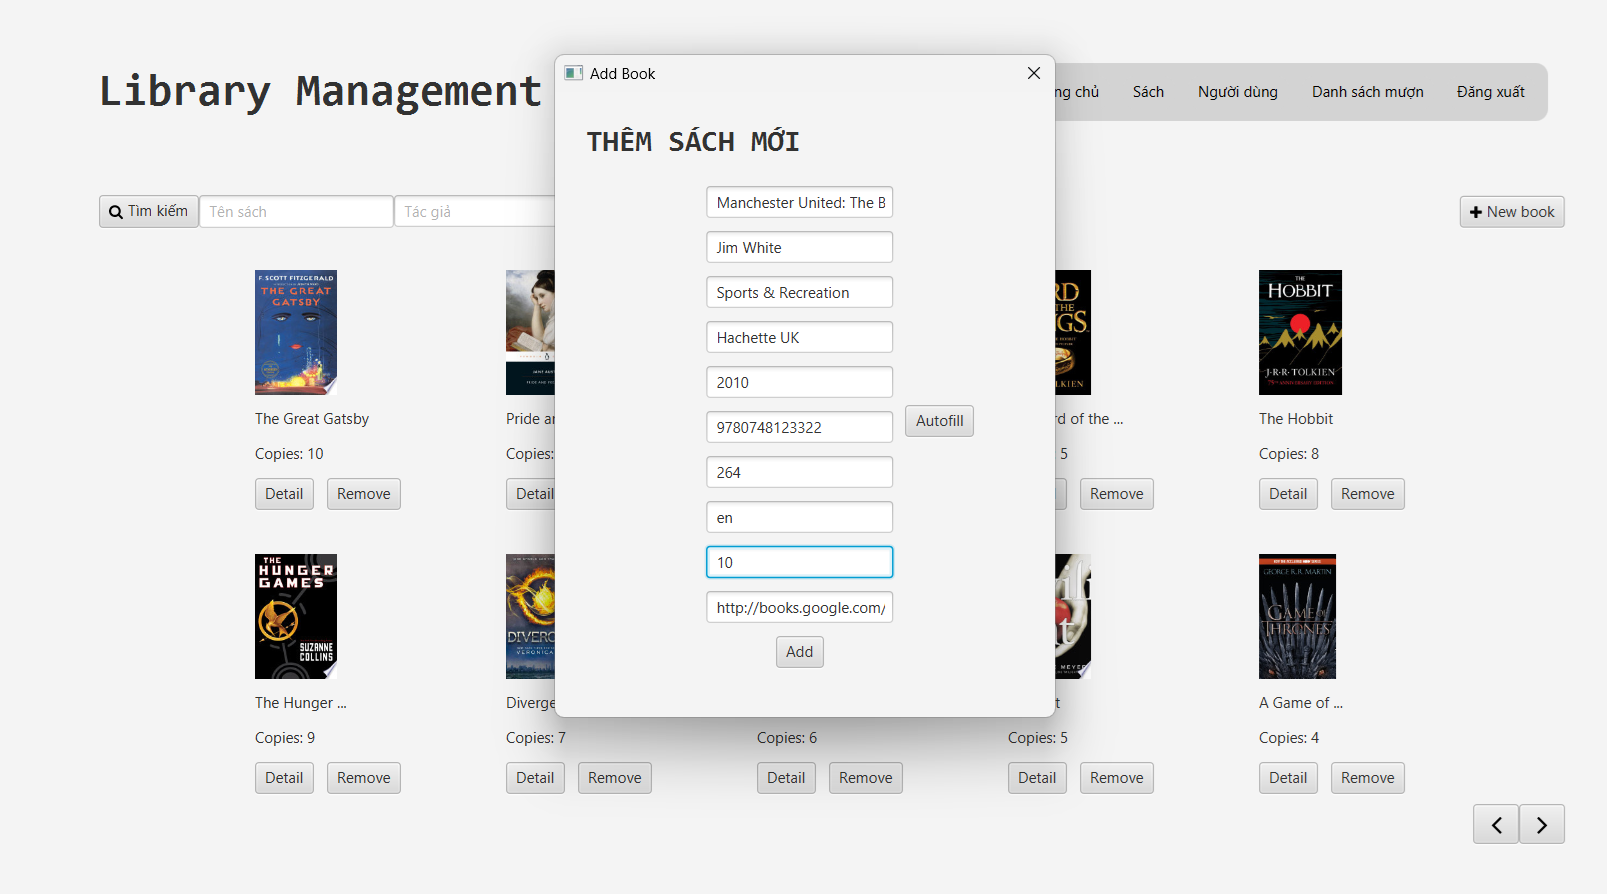 Library Management
ng chủ
Sách
Người dùng
Danh sách mượn
Đăng xuất
Add Book
THÊM SÁCH MỚI
Tìm kiếm
Tên sách
Tác giả
New book
Manchester United: The B
Jim White
Sports & Recreation
Hachette UK
2010
9780748123322
Autofill
264
en
10
http://books.google.com/
Add
F. SCOTT FITZGERALD
THE GREAT
GATSBY
THE
HOBBIT
J·R·R·TOLKIEN
The Great Gatsby
Pride an
rd of the ...
The Hobbit
Copies: 10
Copies:
5
Copies: 8
Detail
Remove
Detail
Remove
Detail
Remove
THE
HUNGER
GAMES
SUZANNE
COLLINS
DIVERG
VERONICA
GEORGE R.R. MARTIN
A GAME OF
THRONES
The Hunger ...
Diverge
t
A Game of ...
Copies: 9
Copies: 7
Copies: 6
Copies: 5
Copies: 4
Detail
Remove
Detail
Remove
Detail
Remove
Detail
Remove
Detail
Remove